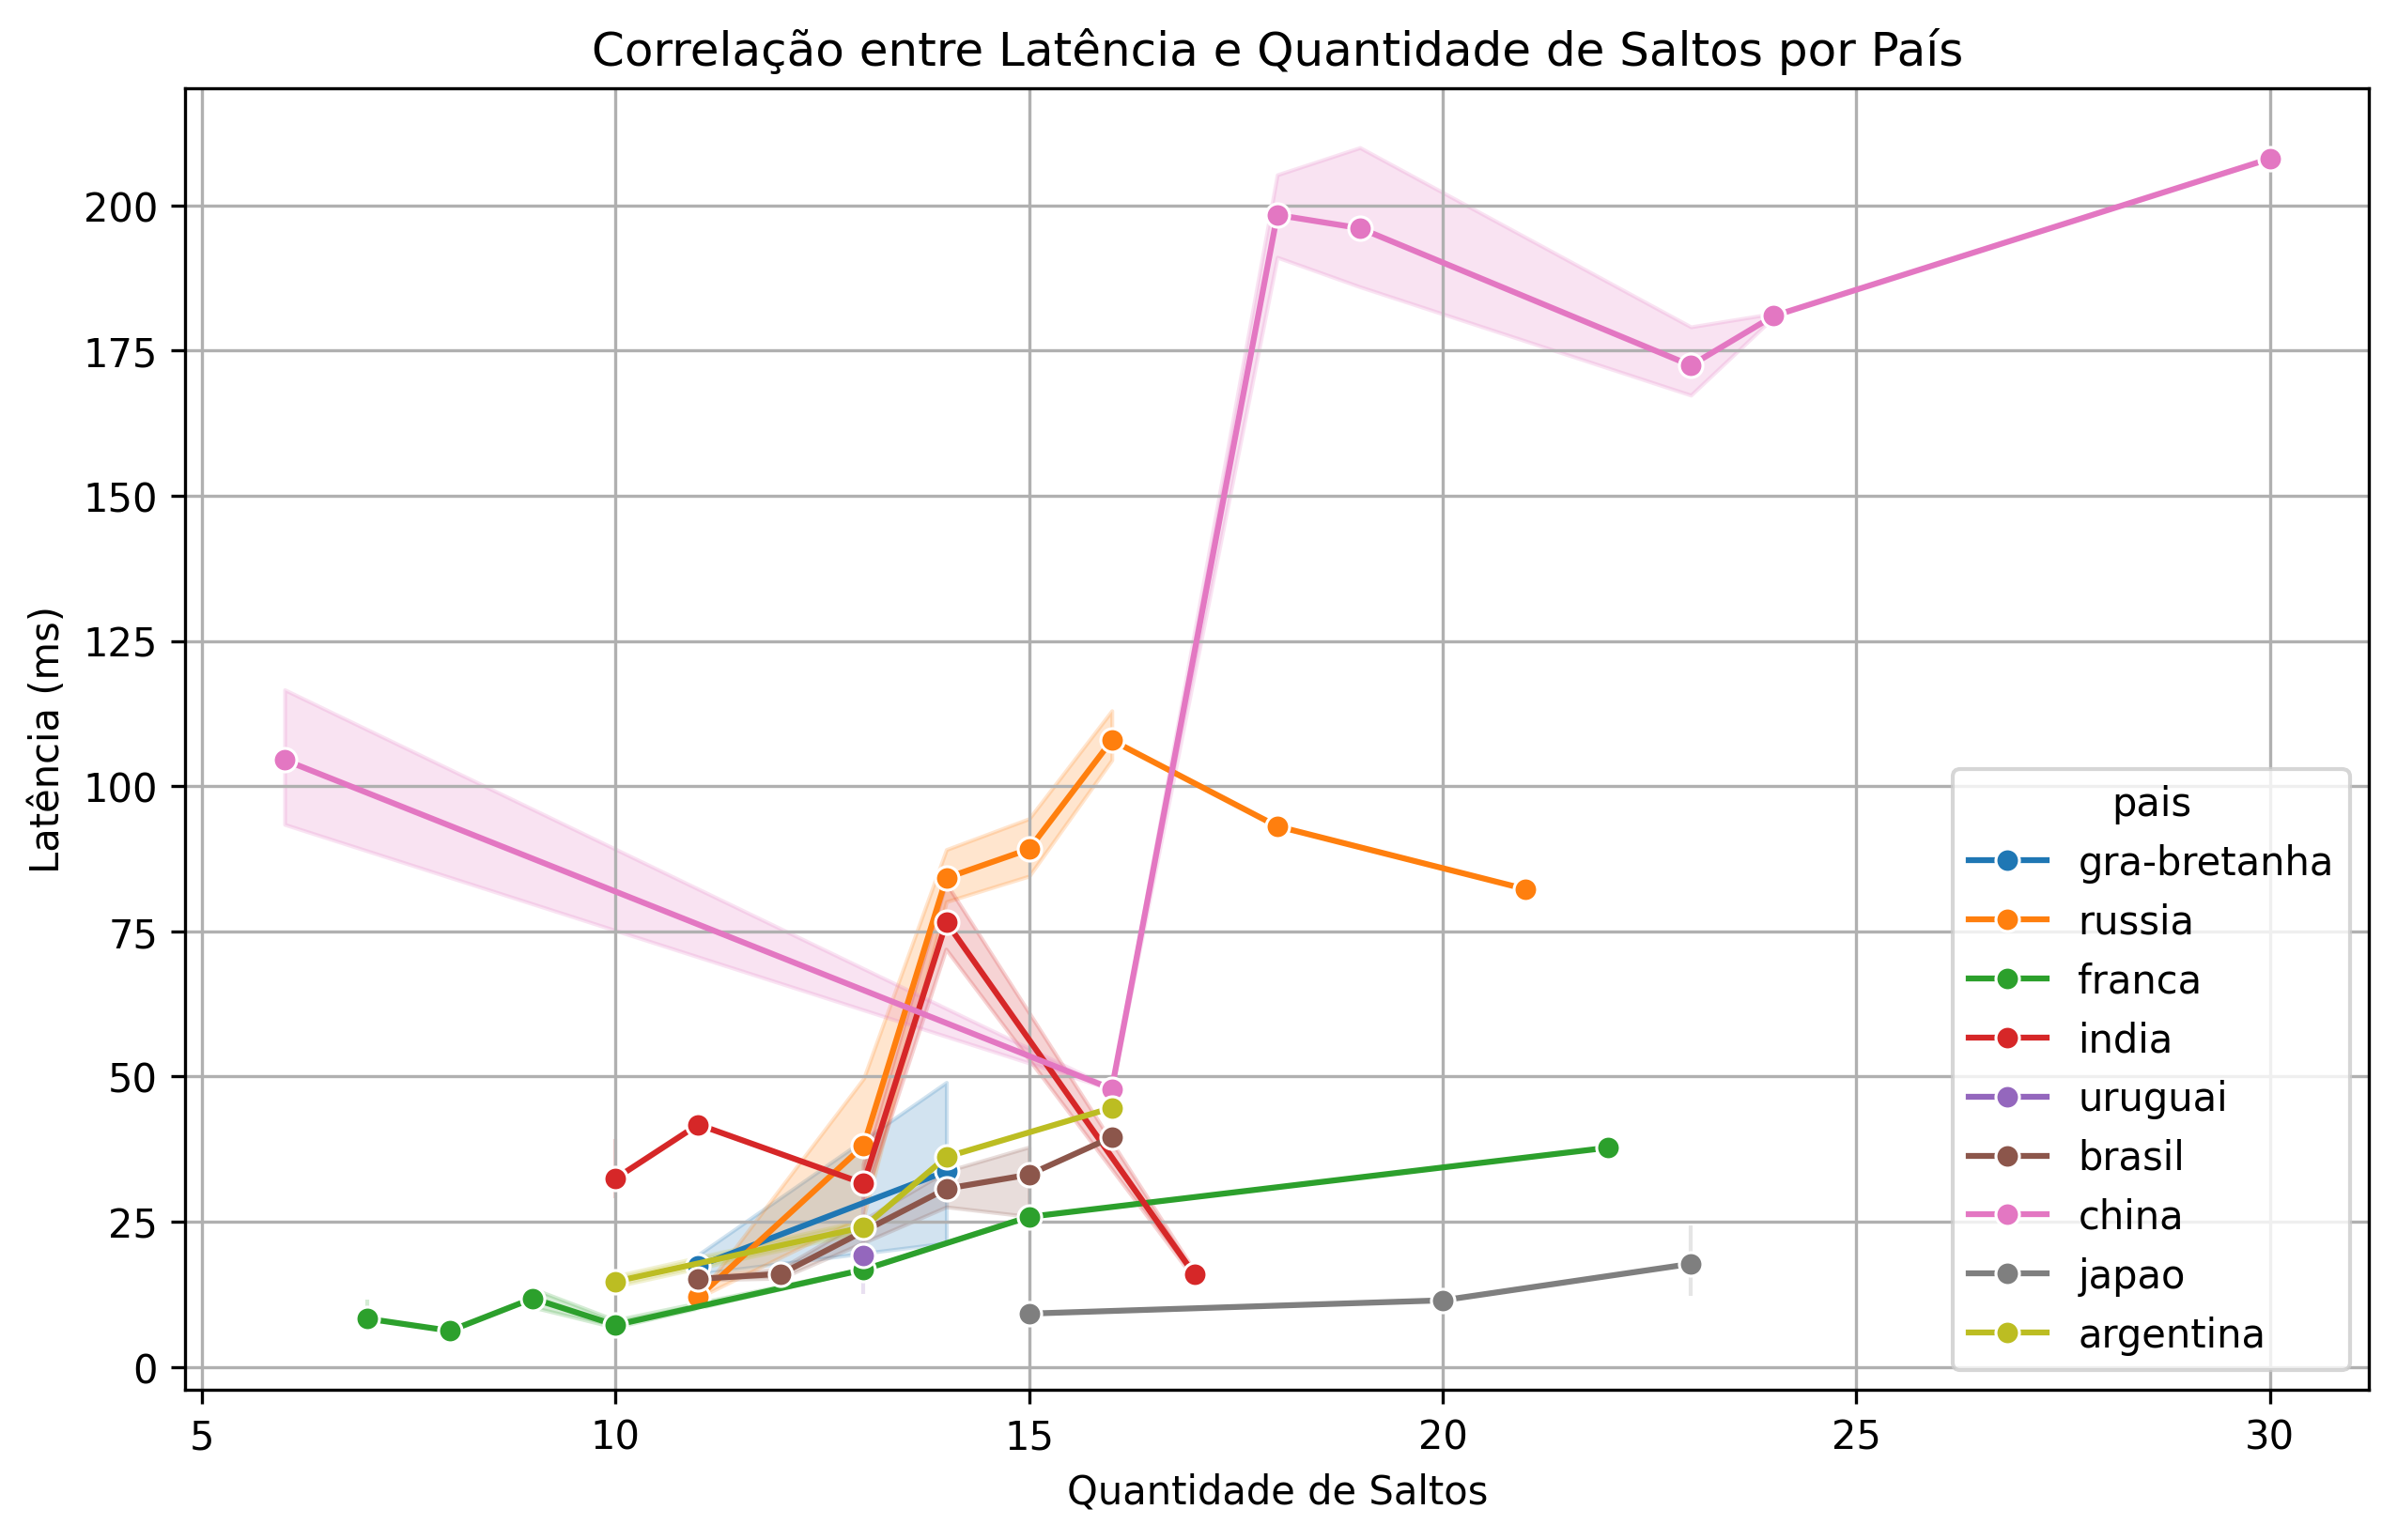 Correlação entre Latência e Quantidade de Saltos por País
Latência (ms)
200
175
150
125
100
75
50
25
0
5 10 15 20 25 30
Quantidade de Saltos
pais
gra-bretanha
russia
franca
india
uruguai
brasil
china
japao
argentina